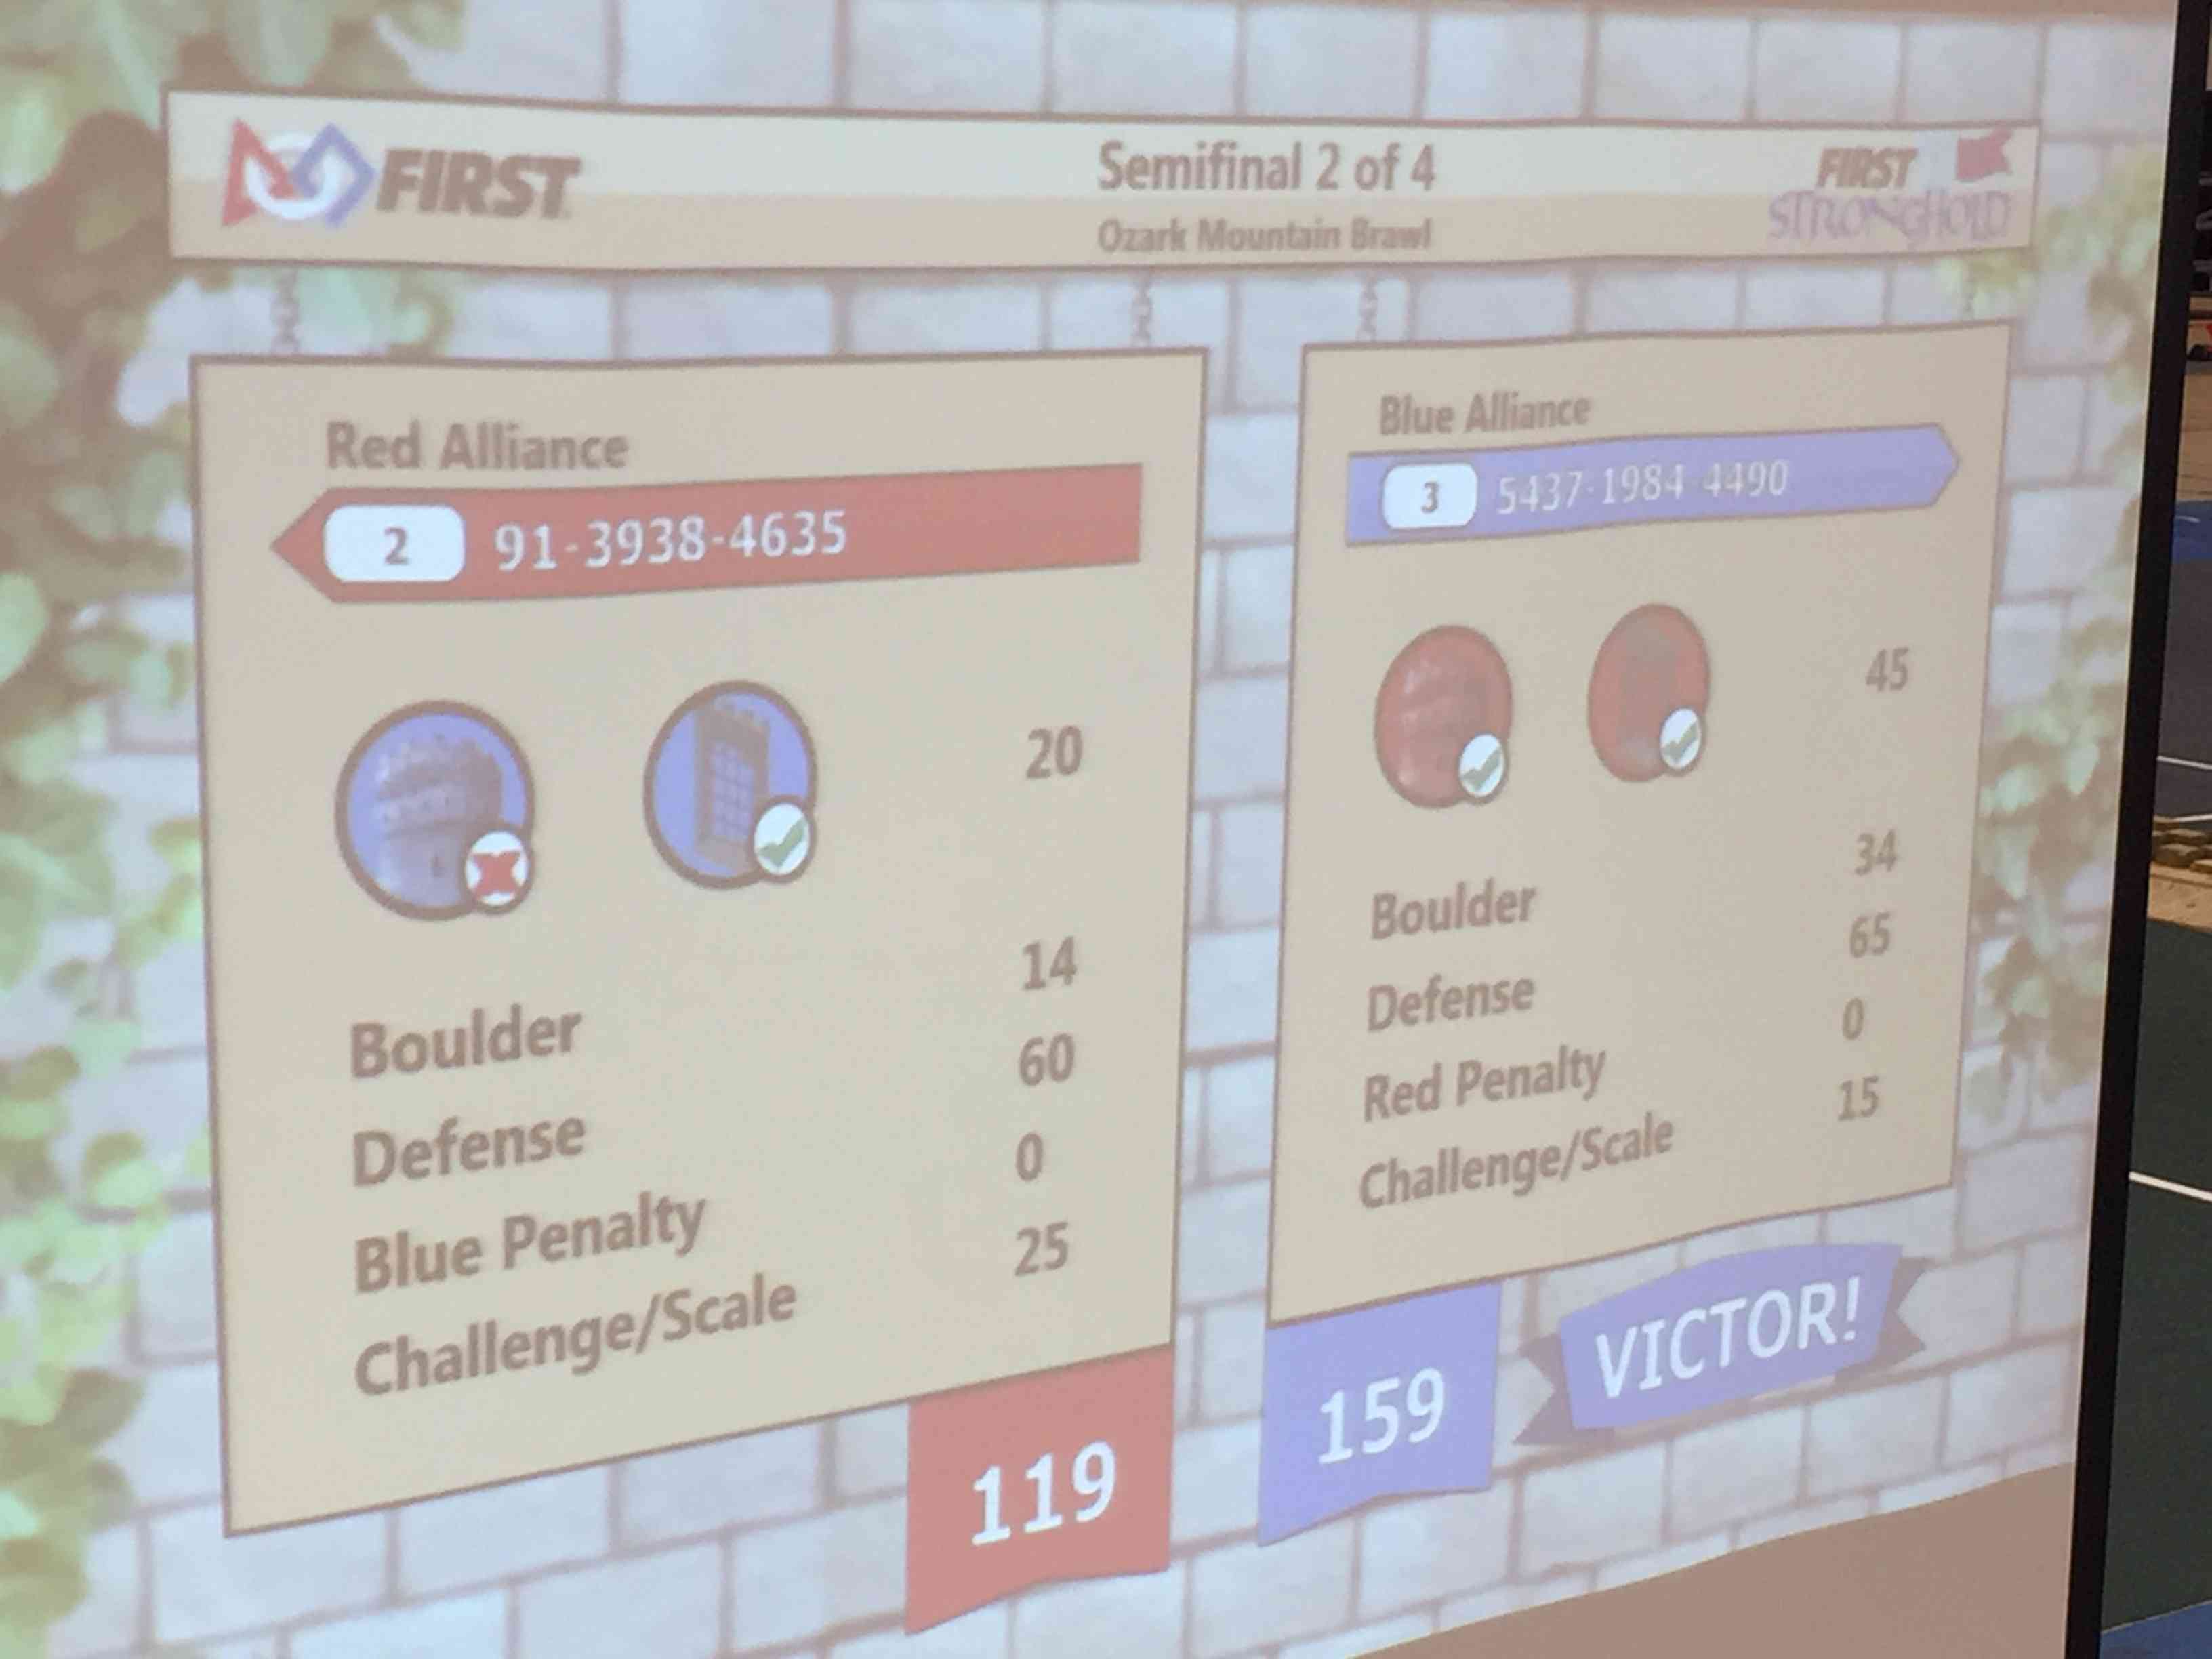 FIRST
Semifinal 2 of 4
Ozark Mountain Brawl
FIRST
STRONGHOLD
Red Alliance
2 91-3938-4635
20
Boulder 14
Defense 60
Blue Penalty 0
Challenge/Scale 25
119
Blue Alliance
3 5437-1984-4490
45
Boulder 34
Defense 65
Red Penalty 0
Challenge/Scale 15
159
VICTOR!